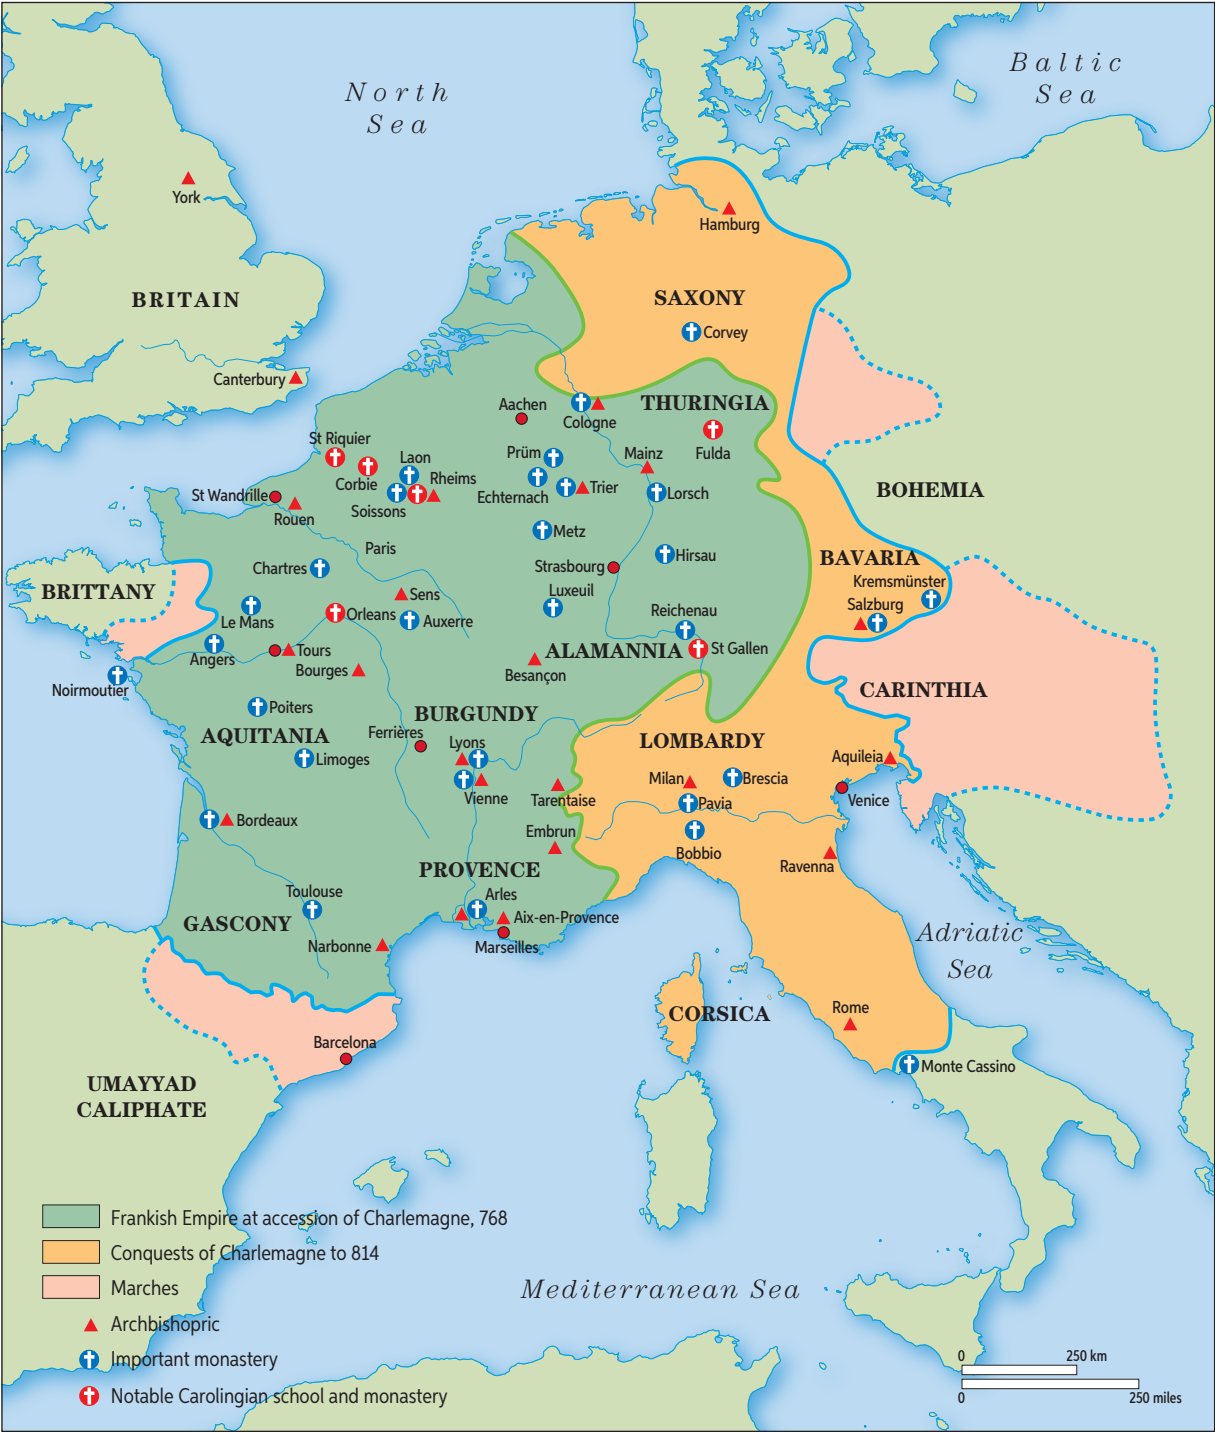 North
Sea
Baltic
Sea
York
Hamburg
BRITAIN
SAXONY
Corvey
Canterbury
Aachen
THURINGIA
Cologne
St Riquier
Laon
Prüm
Mainz
Fulda
Corbie
Rheims
Echternach
Trier
Lorsch
BOHEMIA
St Wandrille
Soissons
Rouen
Metz
Paris
Hirsau
BAVARIA
Chartres
Strasbourg
Kremsmünster
BRITTANY
Sens
Luxeuil
Salzburg
Le Mans
Orleans
Auxerre
Reichenau
Angers
Tours
ALAMANNIA
St Gallen
Bourges
Besançon
Noirmoutier
CARINTHIA
Poiters
BURGUNDY
AQUITANIA
Ferrières
Lyons
LOMBARDY
Limoges
Aquileia
Milan
Brescia
Vienne
Tarentaise
Pavia
Venice
Bordeaux
Embrun
Bobbio
Ravenna
PROVENCE
Toulouse
Arles
GASCONY
Aix-en-Provence
Narbonne
Marseilles
Adriatic
Sea
Rome
CORSICA
Barcelona
Monte Cassino
UMAYYAD
CALIPHATE
Frankish Empire at accession of Charlemagne, 768
Conquests of Charlemagne to 814
Marches
Mediterranean Sea
Archbishopric
Important monastery
Notable Carolingian school and monastery
0 250 km
0 250 miles